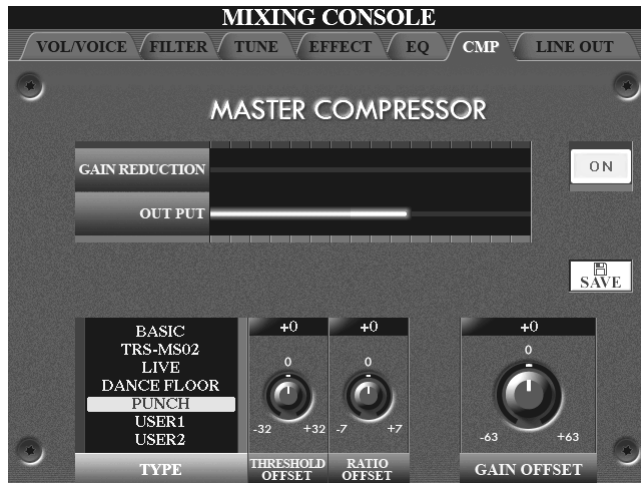 MIXING CONSOLE
VOL/VOICE FILTER TUNE EFFECT EQ CMP LINE OUT
MASTER COMPRESSOR
GAIN REDUCTION
ON
OUT PUT
SAVE
BASIC
TRS-MS02
LIVE
DANCE FLOOR
PUNCH
USER1
USER2
TYPE
+0
0
-32 +32
THRESHOLD
OFFSET
+0
0
-7 +7
RATIO
OFFSET
+0
0
-63 +63
GAIN OFFSET